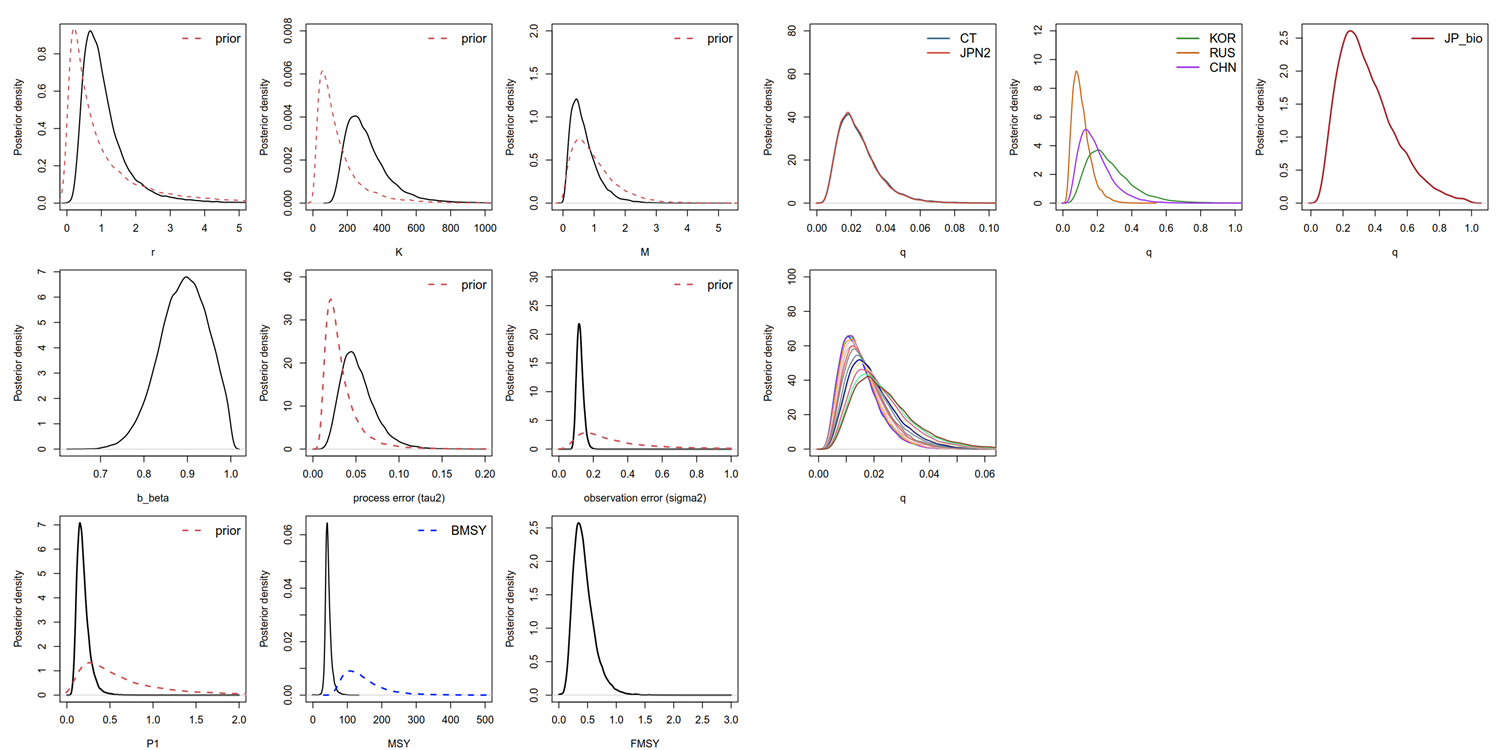 Posterior density
0.0 0.2 0.4 0.6 0.8
0 1 2 3 4 5
r
prior
Posterior density
0.000 0.002 0.004 0.006 0.008
0 200 400 600 800 1000
K
prior
Posterior density
0.0 0.5 1.0 1.5 2.0
0 1 2 3 4 5
M
prior
Posterior density
0 20 40 60 80
0.00 0.02 0.04 0.06 0.08 0.10
q
CT
JPN2
Posterior density
0 2 4 6 8 10 12
0.0 0.2 0.4 0.6 0.8 1.0
q
KOR
RUS
CHN
Posterior density
0.0 0.5 1.0 1.5 2.0 2.5
0.0 0.2 0.4 0.6 0.8 1.0
q
JP_bio
Posterior density
0 1 2 3 4 5 6 7
0.7 0.8 0.9 1.0
b_beta
Posterior density
0 10 20 30 40
0.00 0.05 0.10 0.15 0.20
process error (tau2)
prior
Posterior density
0 5 10 15 20 25 30
0.0 0.2 0.4 0.6 0.8 1.0
observation error (sigma2)
prior
Posterior density
0 20 40 60 80 100
0.00 0.02 0.04 0.06
q
Posterior density
0 1 2 3 4 5 6 7
0.0 0.5 1.0 1.5 2.0
P1
prior
Posterior density
0.00 0.02 0.04 0.06
0 100 200 300 400 500
MSY
BMSY
Posterior density
0.0 0.5 1.0 1.5 2.0 2.5
0.0 0.5 1.0 1.5 2.0 2.5 3.0
FMSY